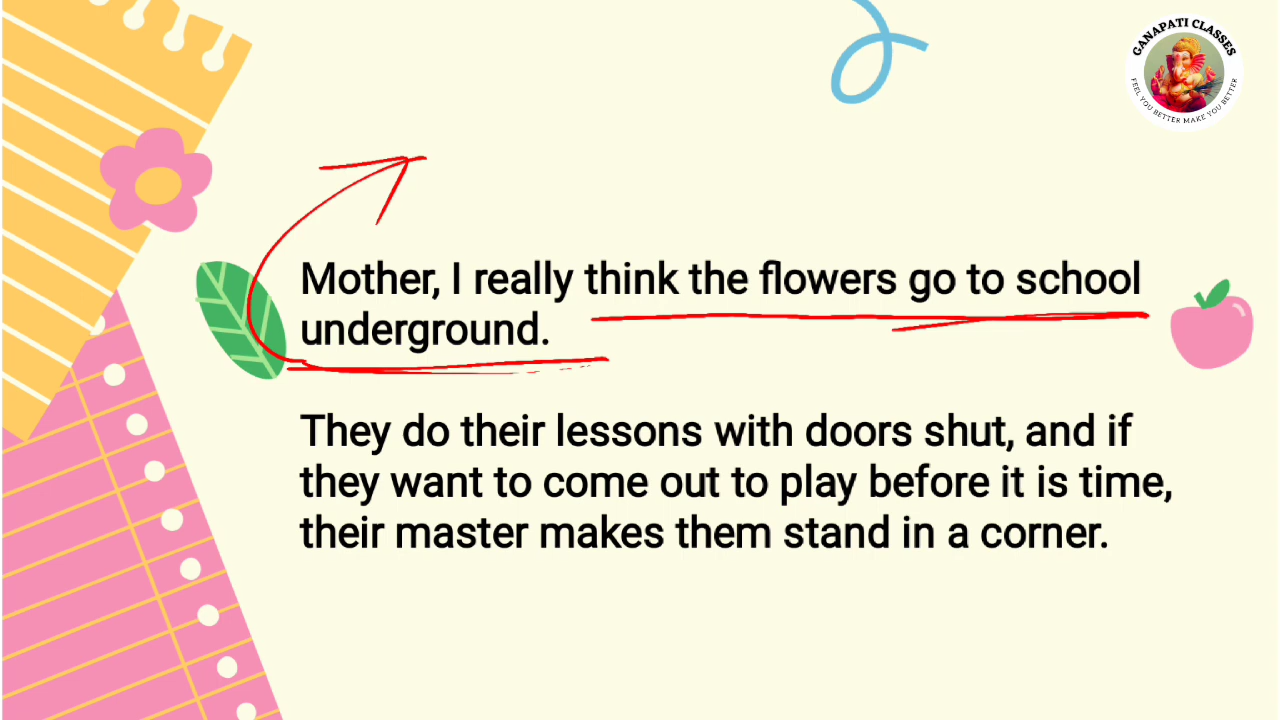 GANAPATI CLASSES
FEEL YOU BETTER MAKE YOU BETTER
Mother, I really think the flowers go to school
underground.
They do their lessons with doors shut, and if
they want to come out to play before it is time,
their master makes them stand in a corner.